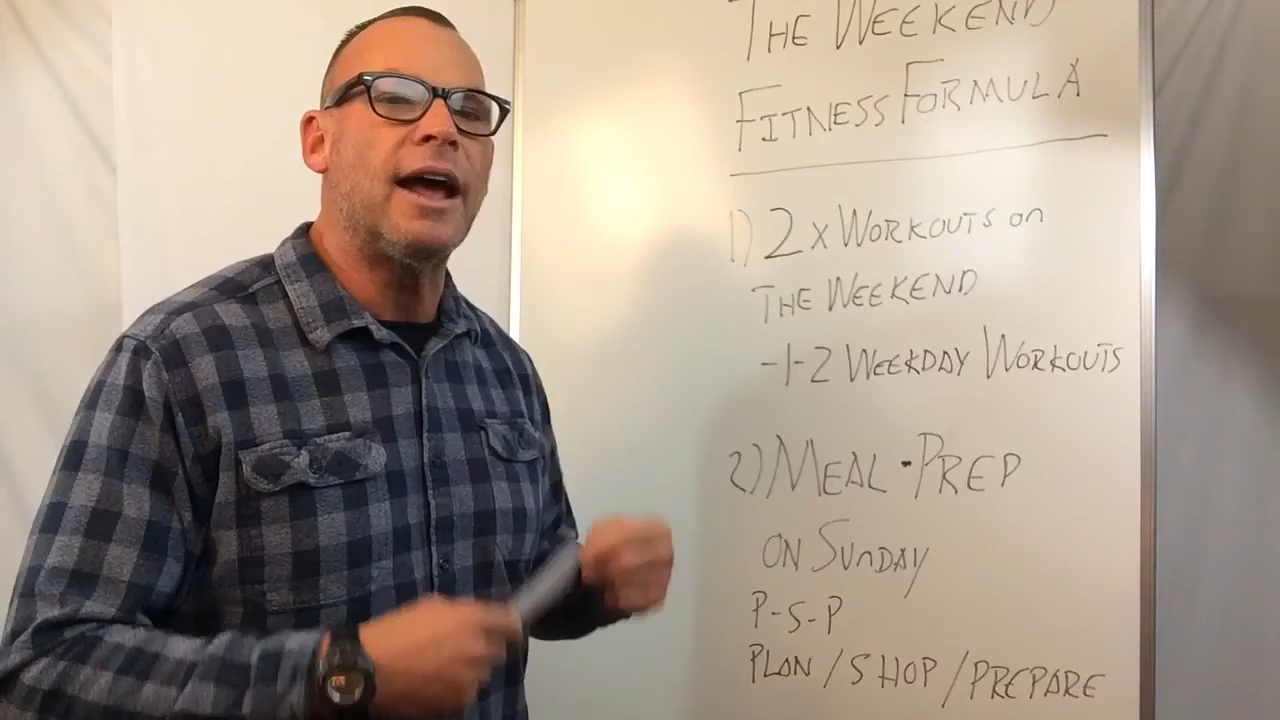 THE WEEKEND
FITNESS FORMULA
1) 2x WORKOUTS on
THE WEEKEND
-1-2 WEEKDAY WORKOUTS
2) MEAL-PREP
ON SUnDAY
P-S-P
PLAN/SHOP/PREPARE